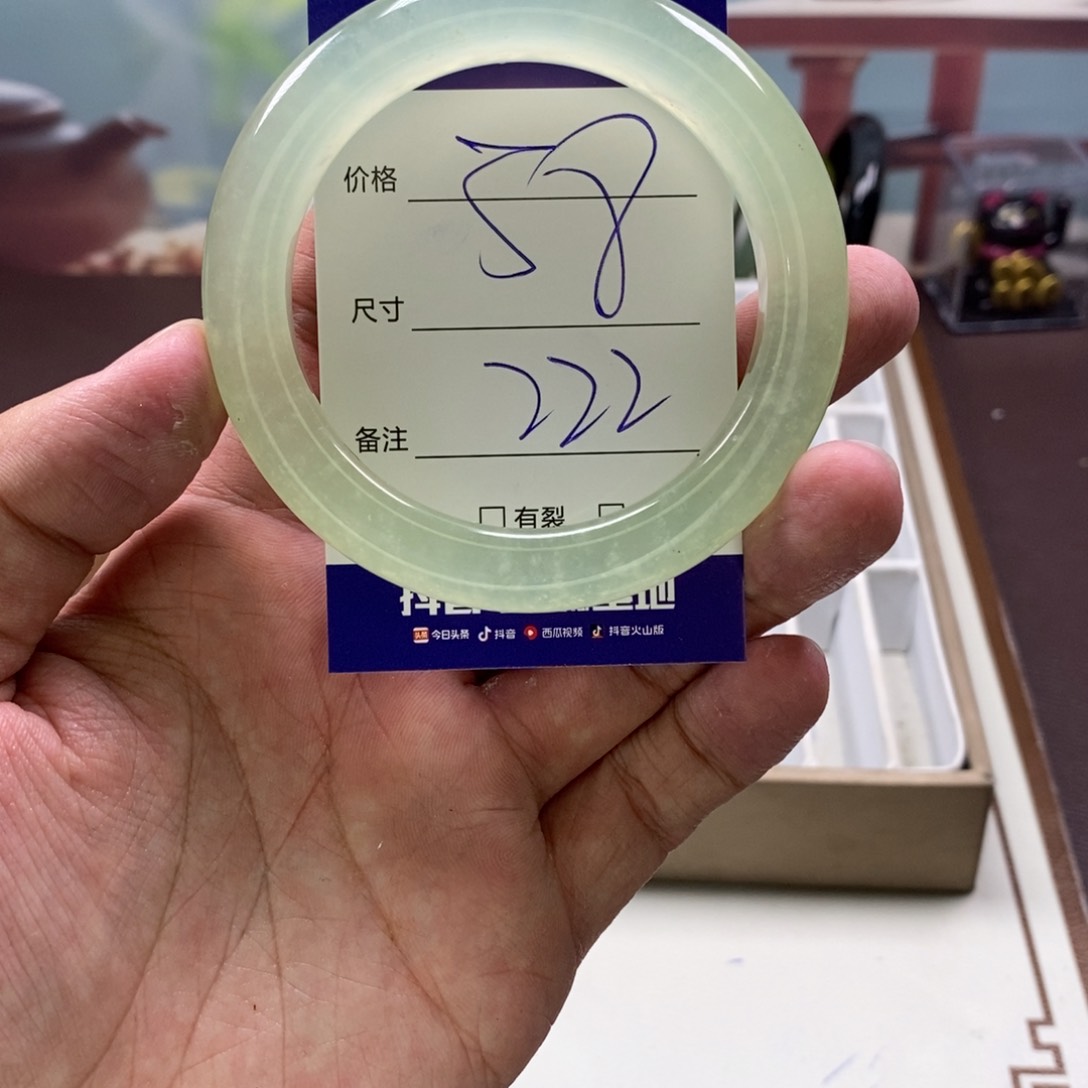 价格 58
尺寸
备注 222
□ 有裂 □
今日头条 抖音 西瓜视频 抖音火山版